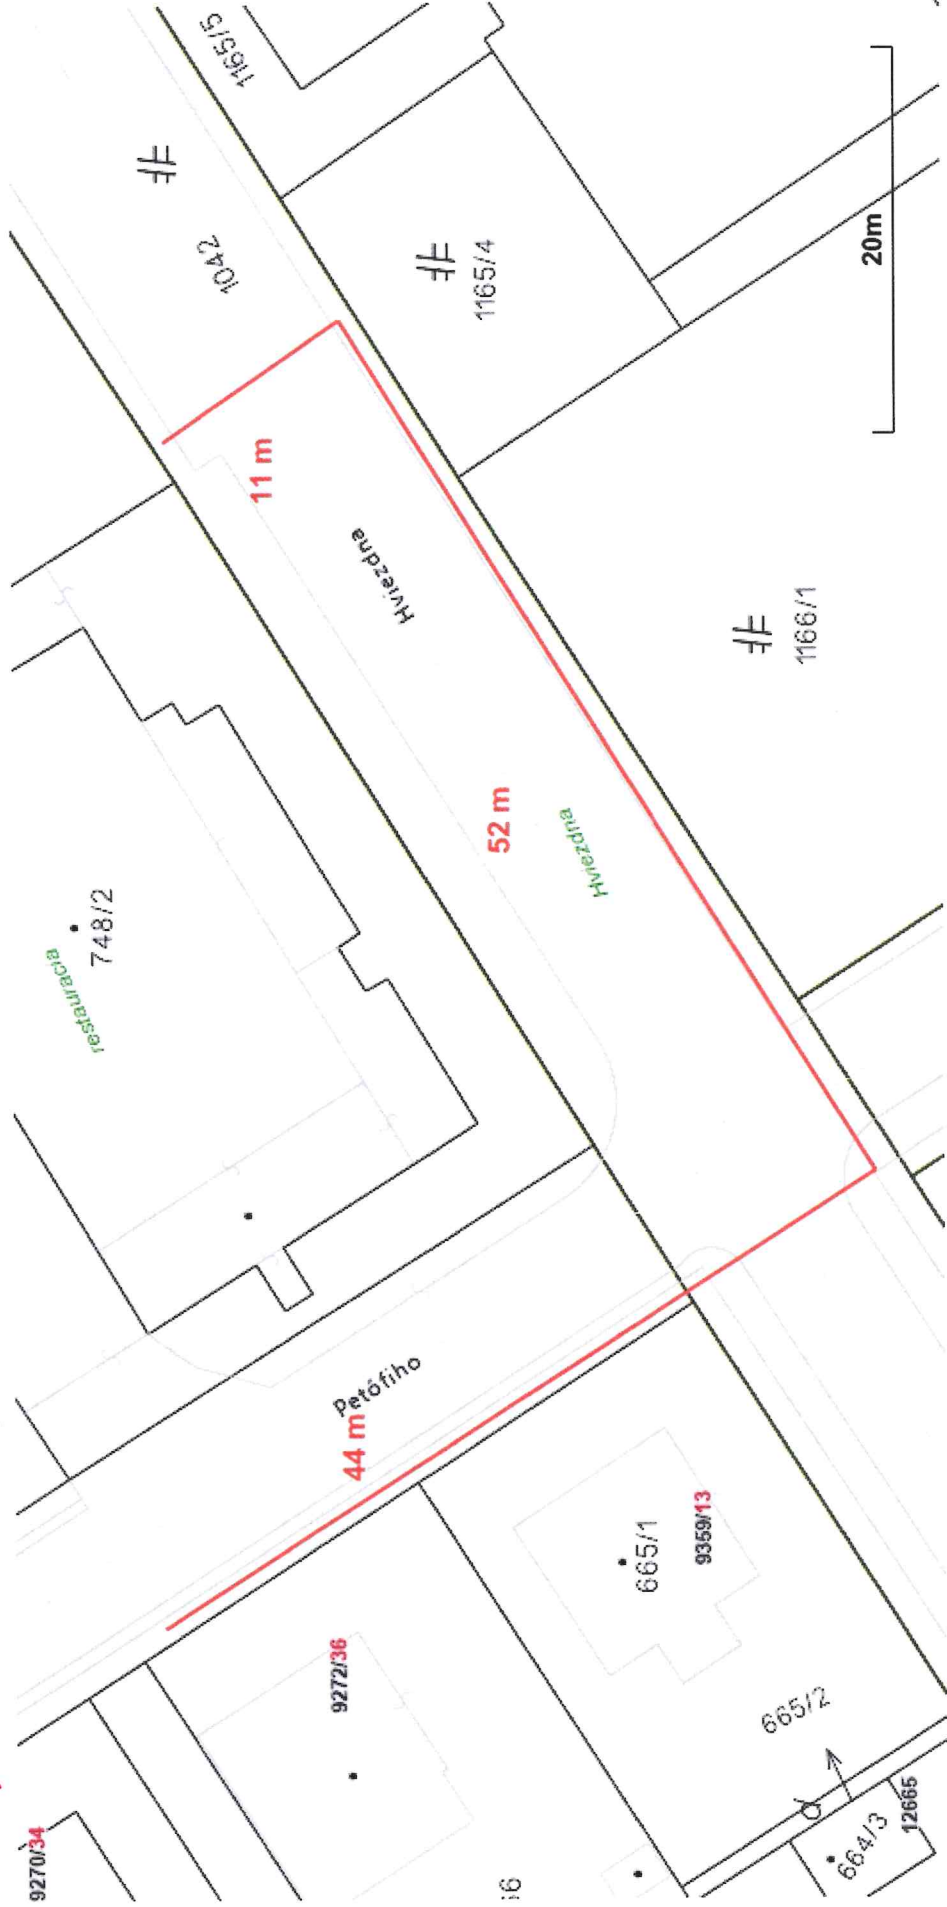 1165/5
1042
1165/4
20m
11 m
Hviezdna
1166/1
52 m
Hviezdna
748/2
restauracia
Petőfiho
44 m
665/1
9359/13
9272/36
665/2
9270/34
664/3
12665